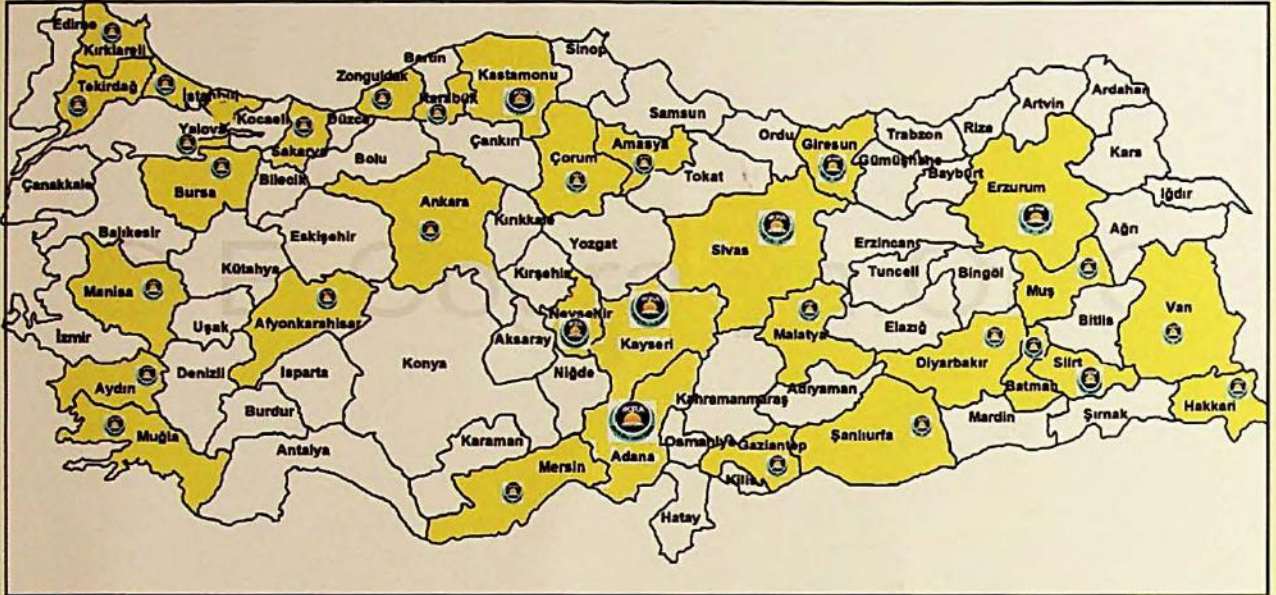 Edirne
Kırklareli
Tekirdağ
İstanbul
Kocaeli
Yalova
Sakarya
Düzce
Zonguldak
Bartın
Karabük
Kastamonu
Sinop
Samsun
Ordu
Giresun
Trabzon
Rize
Artvin
Ardahan
Kars
Iğdır
Gümüşhane
Bayburt
Erzurum
Çanakkale
Bursa
Bilecik
Bolu
Çankırı
Çorum
Amasya
Tokat
Balıkesir
Eskişehir
Ankara
Kırıkkale
Yozgat
Sivas
Erzincan
Tunceli
Bingöl
Muş
Ağrı
Manisa
Kütahya
Kırşehir
Nevşehir
Kayseri
Malatya
Elazığ
Bitlis
Van
İzmir
Uşak
Afyonkarahisar
Konya
Aksaray
Niğde
Kahramanmaraş
Adıyaman
Diyarbakır
Batman
Siirt
Aydın
Denizli
Isparta
Burdur
Muğla
Antalya
Karaman
Mersin
Adana
Osmaniye
Gaziantep
Kilis
Hatay
Şanlıurfa
Mardin
Şırnak
Hakkari
İKRA